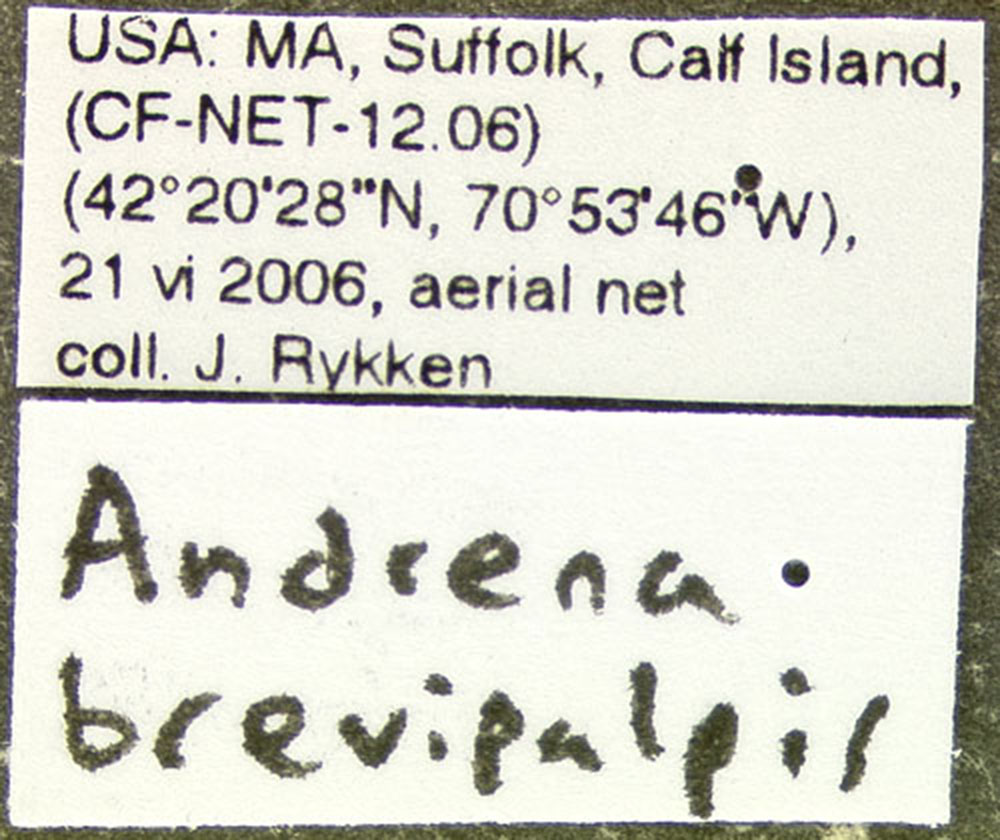 USA: MA, Suffolk, Calf Island,
(CF-NET-12.06)
(42°20'28"N, 70°53'46"W),
21 vi 2006, aerial net
coll. J. Rykken
Andrena
brevipalpis